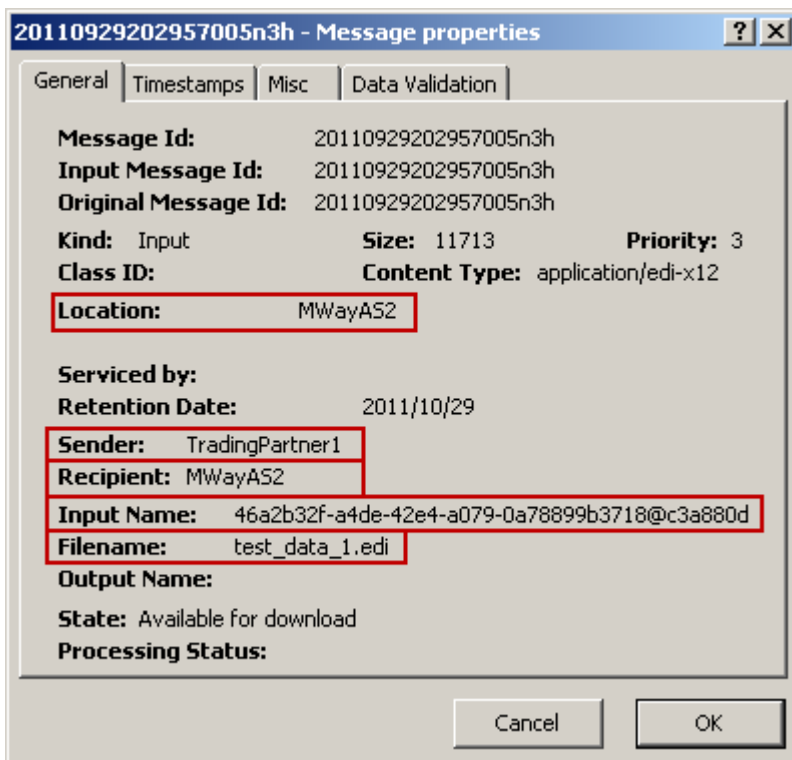 20110929202957005n3h - Message properties
General Timestamps Misc Data Validation
Message Id: 20110929202957005n3h
Input Message Id: 20110929202957005n3h
Original Message Id: 20110929202957005n3h
Kind: Input Size: 11713 Priority: 3
Class ID: Content Type: application/edi-x12
Location: MWayAS2
Serviced by:
Retention Date: 2011/10/29
Sender: TradingPartner1
Recipient: MWayAS2
Input Name: 46a2b32f-a4de-42e4-a079-0a78899b3718@c3a880d
Filename: test_data_1.edi
Output Name:
State: Available for download
Processing Status:
Cancel OK